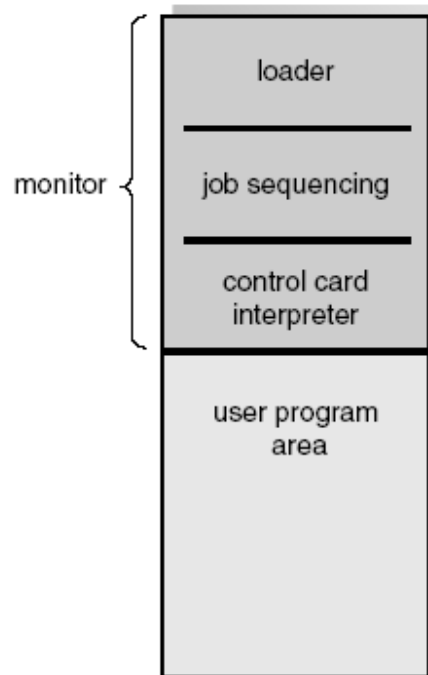 loader
monitor
job sequencing
control card
interpreter
user program
area